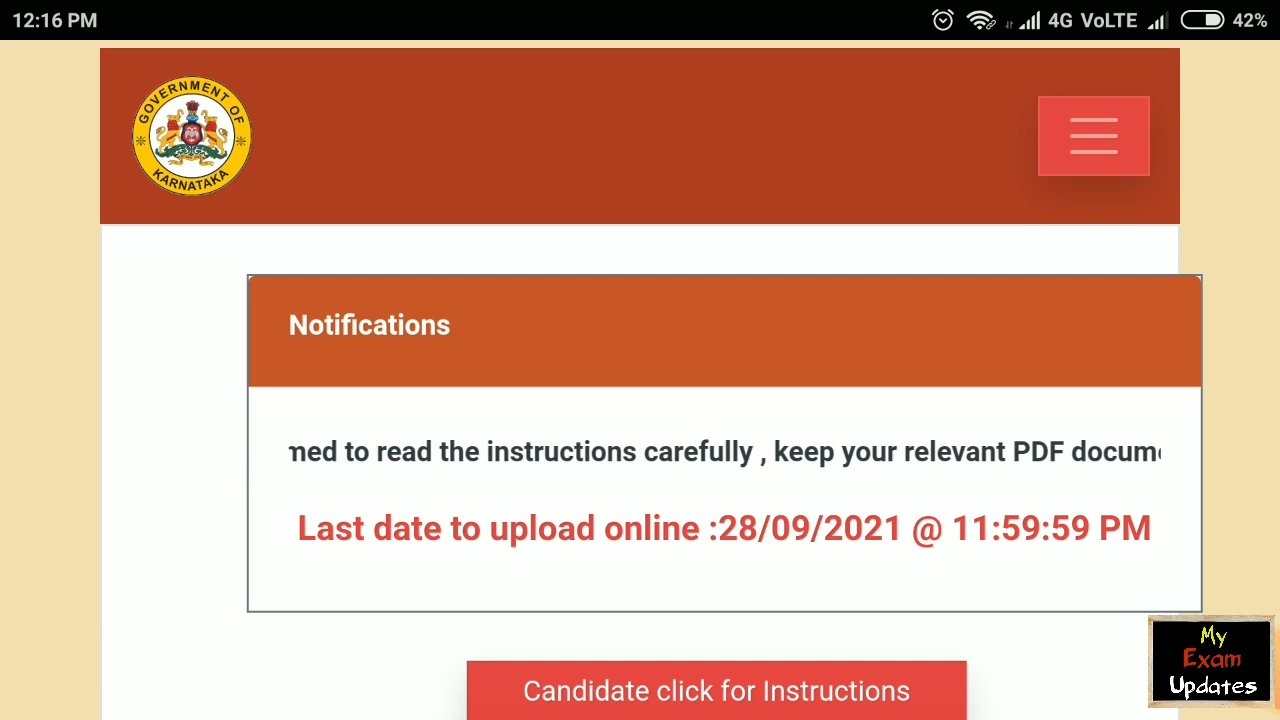 12:16 PM
4G VoLTE
42%
GOVERNMENT OF
KARNATAKA
Notifications
to read the instructions carefully , keep your relevant PDF
Last date to upload online :28/09/2021 @ 11:59:59 PM
Candidate click for Instructions
My
Exam
Updates